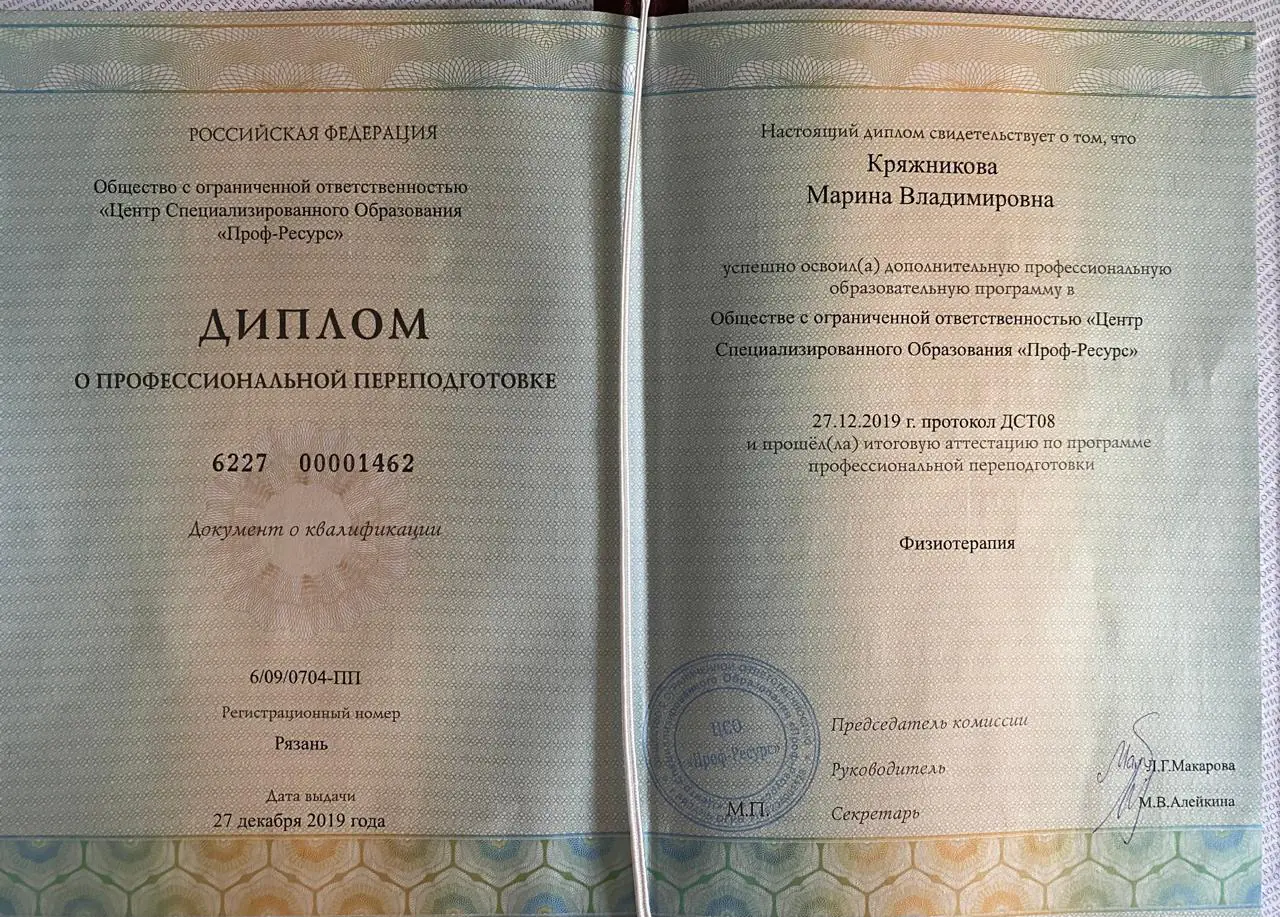 РОССИЙСКАЯ ФЕДЕРАЦИЯ
Общество с ограниченной ответственностью
«Центр Специализированного Образования
«Проф-Ресурс»
ДИПЛОМ
О ПРОФЕССИОНАЛЬНОЙ ПЕРЕПОДГОТОВКЕ
6227 00001462
Документ о квалификации
6/09/0704-ПП
Регистрационный номер
Рязань
Дата выдачи
27 декабря 2019 года
Настоящий диплом свидетельствует о том, что
Кряжникова
Марина Владимировна
успешно освоил(а) дополнительную профессиональную
образовательную программу в
Обществе с ограниченной ответственностью «Центр
Специализированного Образования «Проф-Ресурс»
27.12.2019 г. протокол ДСТ08
и прошёл(ла) итоговую аттестацию по программе
профессиональной переподготовки
Физиотерапия
ЦСО
«Проф-Ресурс»
М.П.
Председатель комиссии
Руководитель
Л.Г.Макарова
Секретарь
М.В.Алейкина